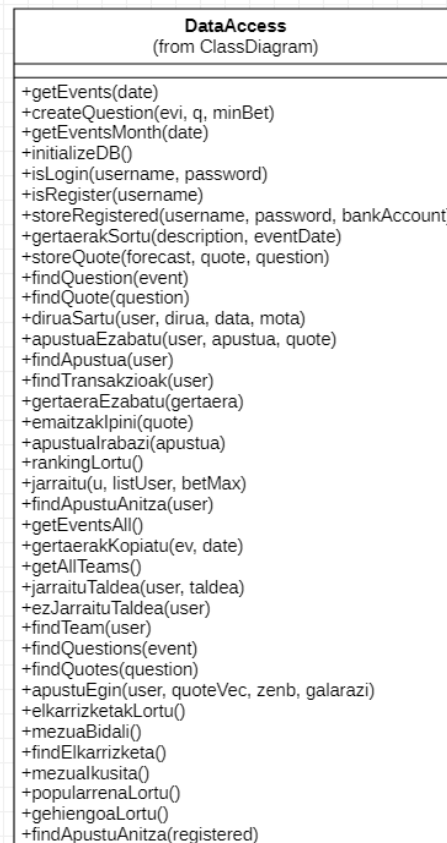 DataAccess
(from ClassDiagram)
+getEvents(date)
+createQuestion(evi, q, minBet)
+getEventsMonth(date)
+initializeDB()
+isLogin(username, password)
+isRegister(username)
+storeRegistered(username, password, bankAccount)
+gertaerakSortu(description, eventDate)
+storeQuote(forecast, quote, question)
+findQuestion(event)
+findQuote(question)
+diruaSartu(user, dirua, data, mota)
+apustuaEzabatu(user, apustua, quote)
+findApustua(user)
+findTransakzioak(user)
+gertaeraEzabatu(gertaera)
+emaitzakIpini(quote)
+apustuaIrabazi(apustua)
+rankingLortu()
+jarraitu(u, listUser, betMax)
+findApustuAnitza(user)
+getEventsAll()
+gertaerakKopiatu(ev, date)
+getAllTeams()
+jarraituTaldea(user, taldea)
+ezJarraituTaldea(user)
+findTeam(user)
+findQuestions(event)
+findQuotes(question)
+apustuEgin(user, quoteVec, zenb, galarazi)
+elkarrizketakLortu()
+mezuaBidali()
+findElkarrizketa()
+mezuaIkusita()
+popularrenaLortu()
+gehiengoaLortu()
+findApustuAnitza(registered)